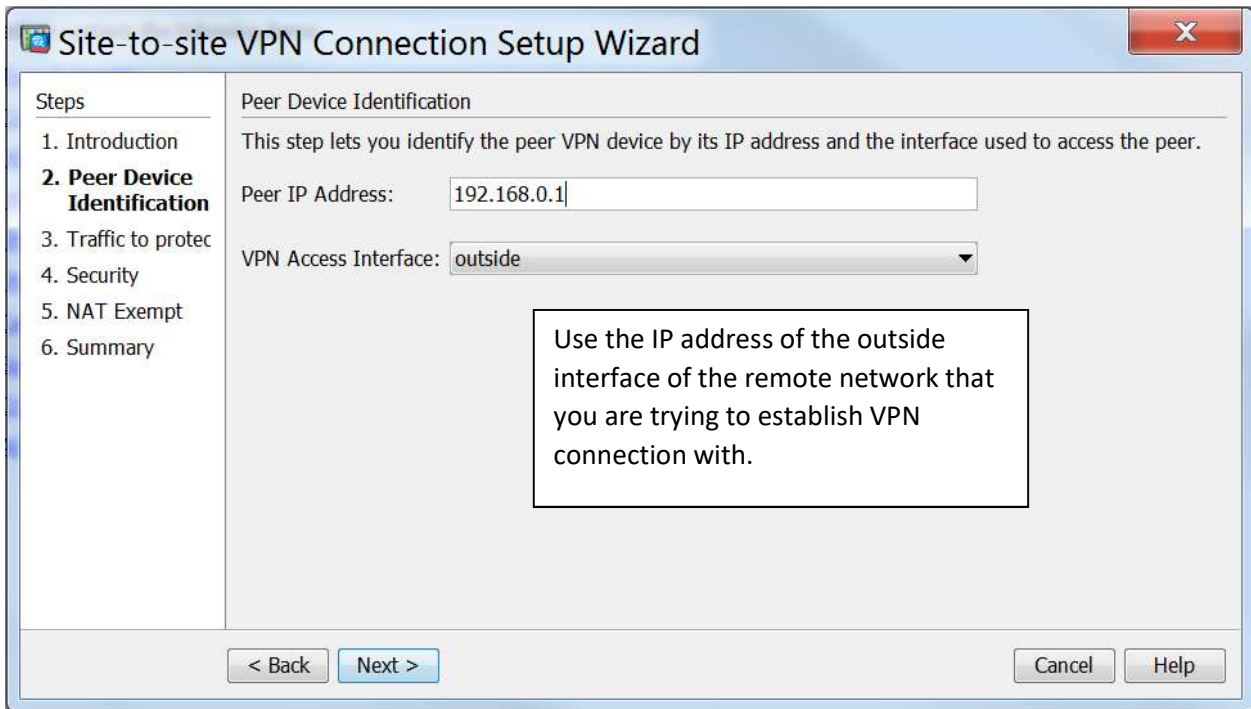 Site-to-site VPN Connection Setup Wizard
Steps
1. Introduction
2. Peer Device
Identification
3. Traffic to protec
4. Security
5. NAT Exempt
6. Summary
Peer Device Identification
This step lets you identify the peer VPN device by its IP address and the interface used to access the peer.
Peer IP Address: 192.168.0.1
VPN Access Interface: outside
Use the IP address of the outside
interface of the remote network that
you are trying to establish VPN
connection with.
< Back Next > Cancel Help